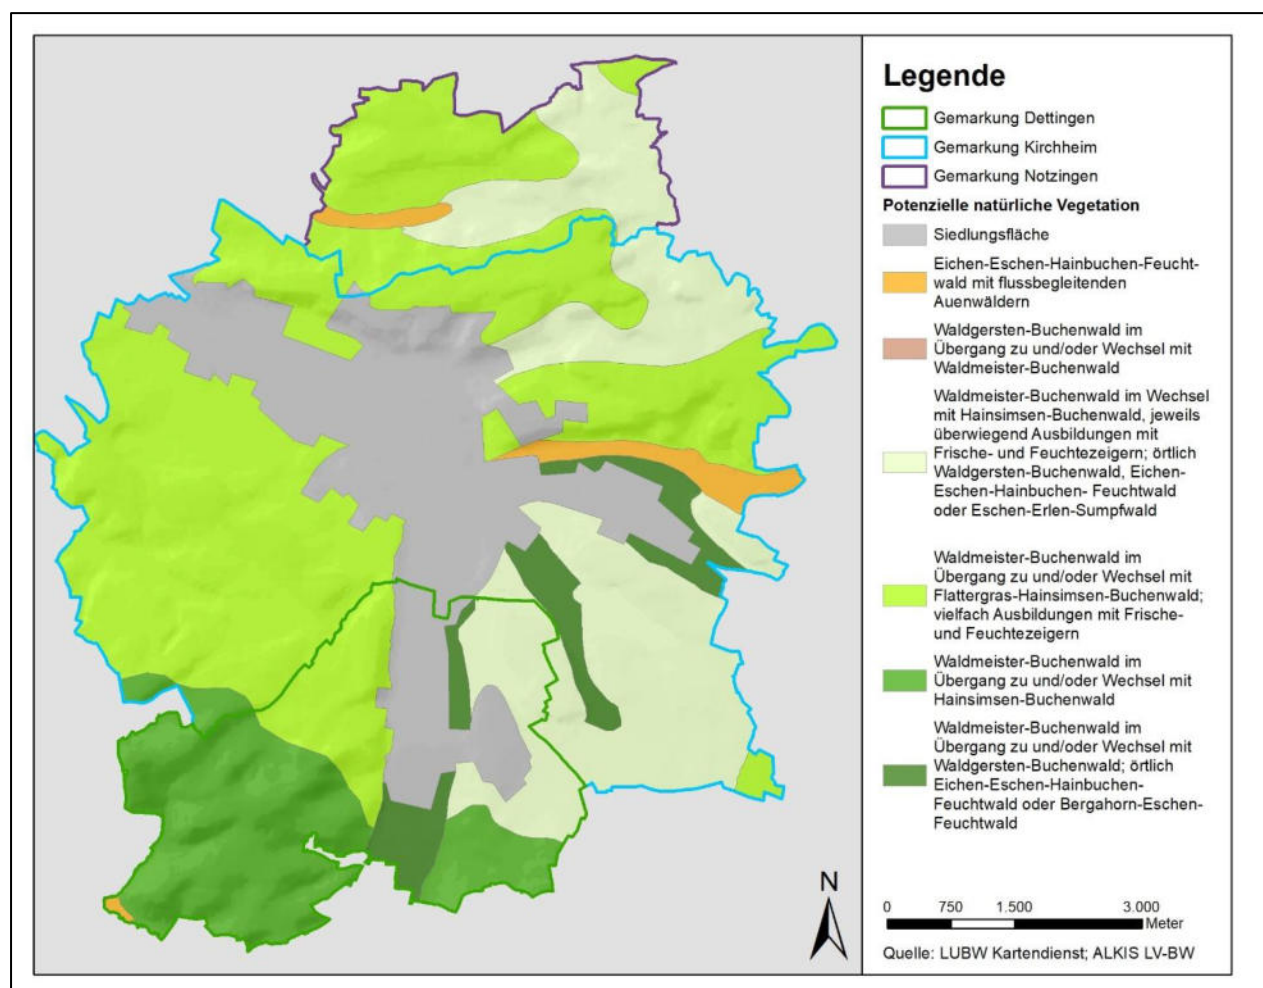 Legende
Gemarkung Dettingen
Gemarkung Kirchheim
Gemarkung Notzingen
Potenzielle natürliche Vegetation
Siedlungsfläche
Eichen-Eschen-Hainbuchen-Feucht-
wald mit flussbegleitenden
Auenwäldern
Waldgersten-Buchenwald im
Übergang zu und/oder Wechsel mit
Waldmeister-Buchenwald
Waldmeister-Buchenwald im Wechsel
mit Hainsimsen-Buchenwald, jeweils
überwiegend Ausbildungen mit
Frische- und Feuchtezeigern; örtlich
Waldgersten-Buchenwald, Eichen-
Eschen-Hainbuchen- Feuchtwald
oder Eschen-Erlen-Sumpfwald
Waldmeister-Buchenwald im
Übergang zu und/oder Wechsel mit
Flattergras-Hainsimsen-Buchenwald;
vielfach Ausbildungen mit Frische-
und Feuchtezeigern
Waldmeister-Buchenwald im
Übergang zu und/oder Wechsel mit
Hainsimsen-Buchenwald
Waldmeister-Buchenwald im
Übergang zu und/oder Wechsel mit
Waldgersten-Buchenwald; örtlich
Eichen-Eschen-Hainbuchen-
Feuchtwald oder Bergahorn-Eschen-
Feuchtwald
N
0 750 1.500 3.000
Meter
Quelle: LUBW Kartendienst; ALKIS LV-BW